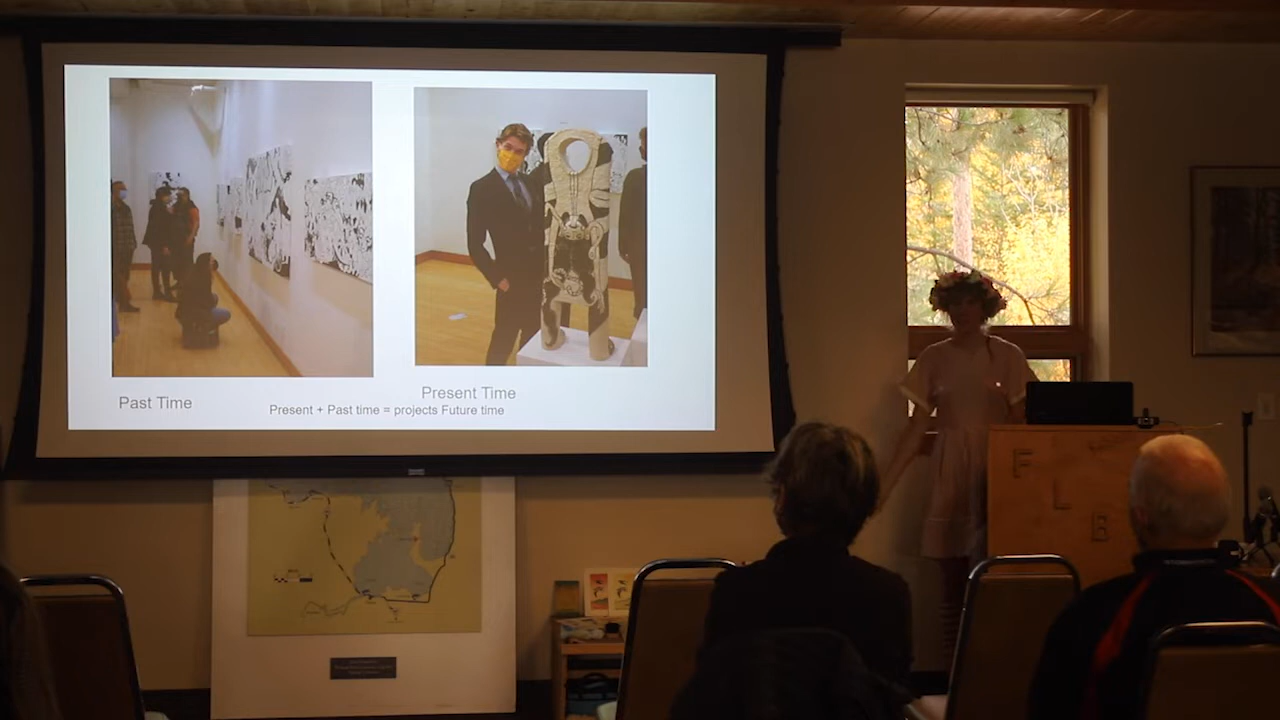 Past Time
Present Time
Present + Past time = projects Future time
F
L
B